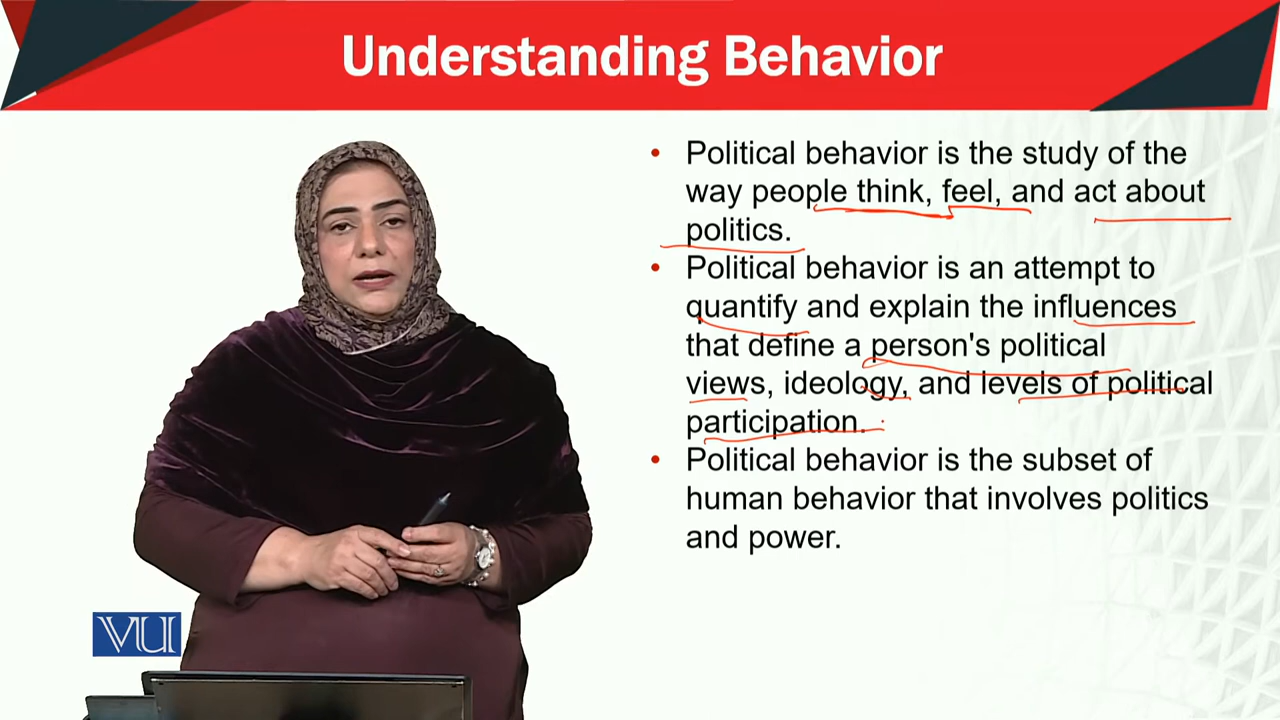 Understanding Behavior
• Political behavior is the study of the
way people think, feel, and act about
politics.
• Political behavior is an attempt to
quantify and explain the influences
that define a person's political
views, ideology, and levels of political
participation.
• Political behavior is the subset of
human behavior that involves politics
and power.
VU